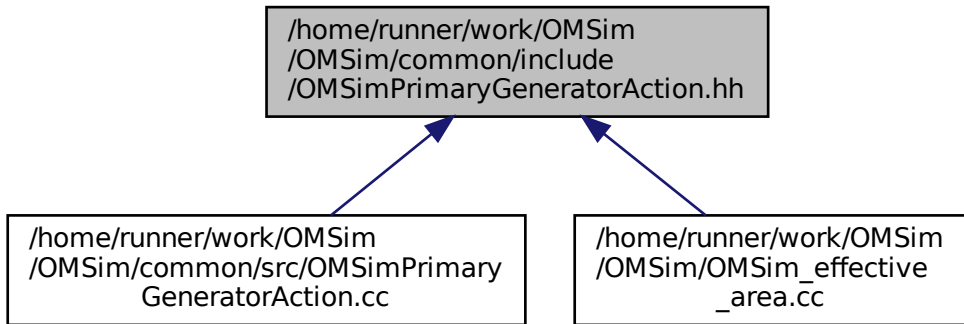 /home/runner/work/OMSim
/OMSim/common/include
/OMSimPrimaryGeneratorAction.hh
/home/runner/work/OMSim
/OMSim/common/src/OMSimPrimary
GeneratorAction.cc
/home/runner/work/OMSim
/OMSim/OMSim_effective
_area.cc